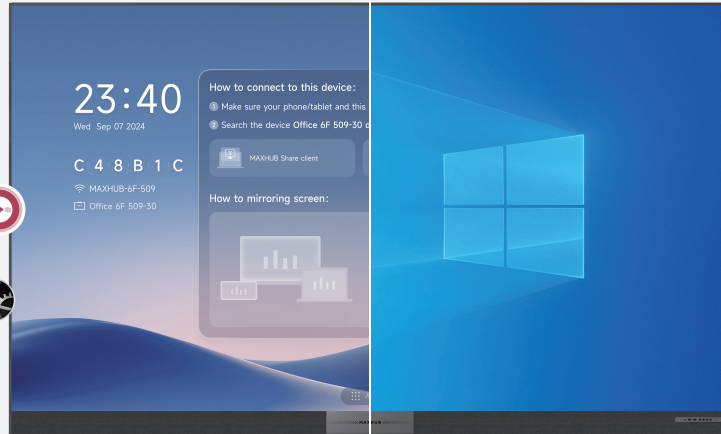 23:40
Wed Sep 07 2024
C 4 8 B 1 C
MAXHUB-6F-509
Office 6F 509-30
How to connect to this device:
1 Make sure your phone/tablet and this
2 Search the device Office 6F 509-30
MAXHUB Share client
How to mirroring screen:
MAXHUB